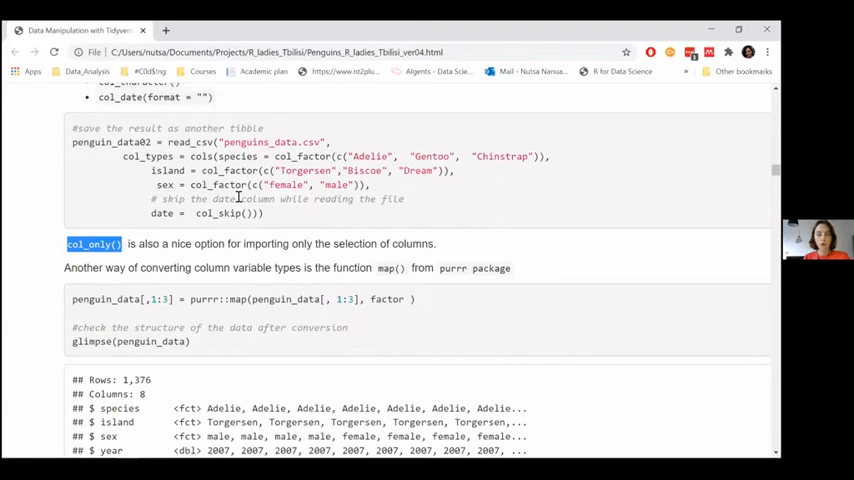 Data Manipulation with Tidyver
File C:/Users/nutsa/Documents/Projects/R_ladies_Tbilisi/Penguins_R_ladies_Tbilisi_ver04.html
Apps Data_Analysis #C0d$!ng Courses Academic plan https://www.nt2plu... Algents - Data Scie... Mail - Nutsa Nanua... R for Data Science Other bookmarks
col_character()
col_date(format = "")
#save the result as another tibble
penguin_data02 = read_csv("penguins_data.csv",
col_types = cols(species = col_factor(c("Adelie", "Gentoo", "Chinstrap")),
island = col_factor(c("Torgersen","Biscoe", "Dream")),
sex = col_factor(c("female", "male")),
# skip the date column while reading the file
date = col_skip()))
col_only() is also a nice option for importing only the selection of columns.
Another way of converting column variable types is the function map() from purrr package
penguin_data[,1:3] = purrr::map(penguin_data[, 1:3], factor )
#check the structure of the data after conversion
glimpse(penguin_data)
## Rows: 1,376
## Columns: 8
## $ species <fct> Adelie, Adelie, Adelie, Adelie, Adelie, Adelie, Adelie...
## $ island <fct> Torgersen, Torgersen, Torgersen, Torgersen, Torgersen,...
## $ sex <fct> male, male, male, male, female, female, female, female...
## $ year <dbl> 2007, 2007, 2007, 2007, 2007, 2007, 2007, 2007, 2007, ...